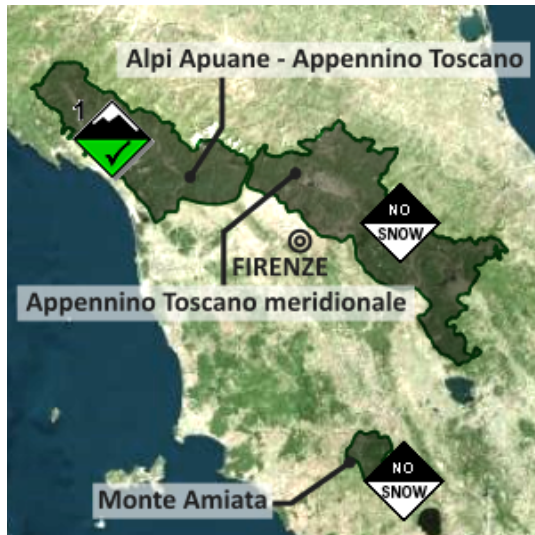 Alpi Apuane - Appennino Toscano
1
NO
SNOW
FIRENZE
Appennino Toscano meridionale
NO
SNOW
Monte Amiata